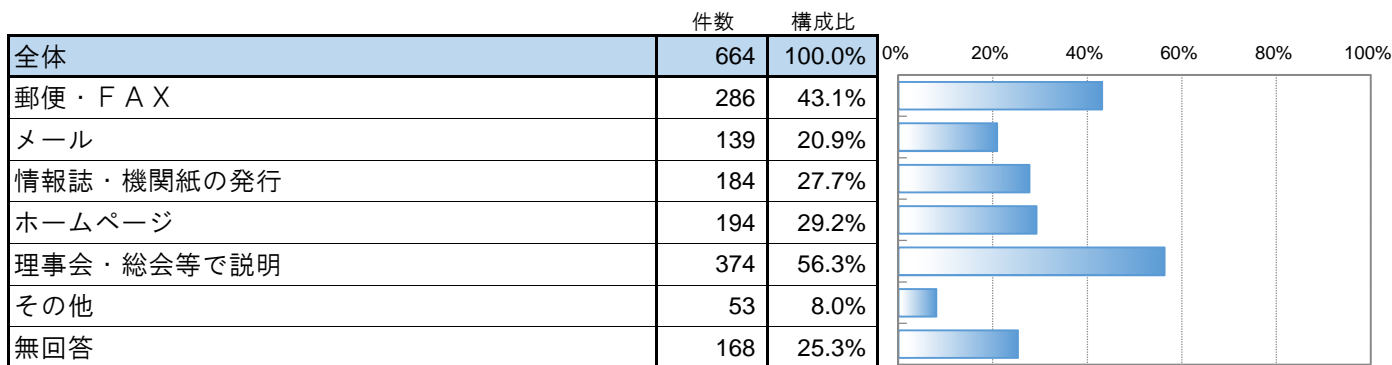 件数 構成比
全体 664 100.0% 0% 20% 40% 60% 80% 100%
郵便・ＦＡＸ 286 43.1%
メール 139 20.9%
情報誌・機関紙の発行 184 27.7%
ホームページ 194 29.2%
理事会・総会等で説明 374 56.3%
その他 53 8.0%
無回答 168 25.3%